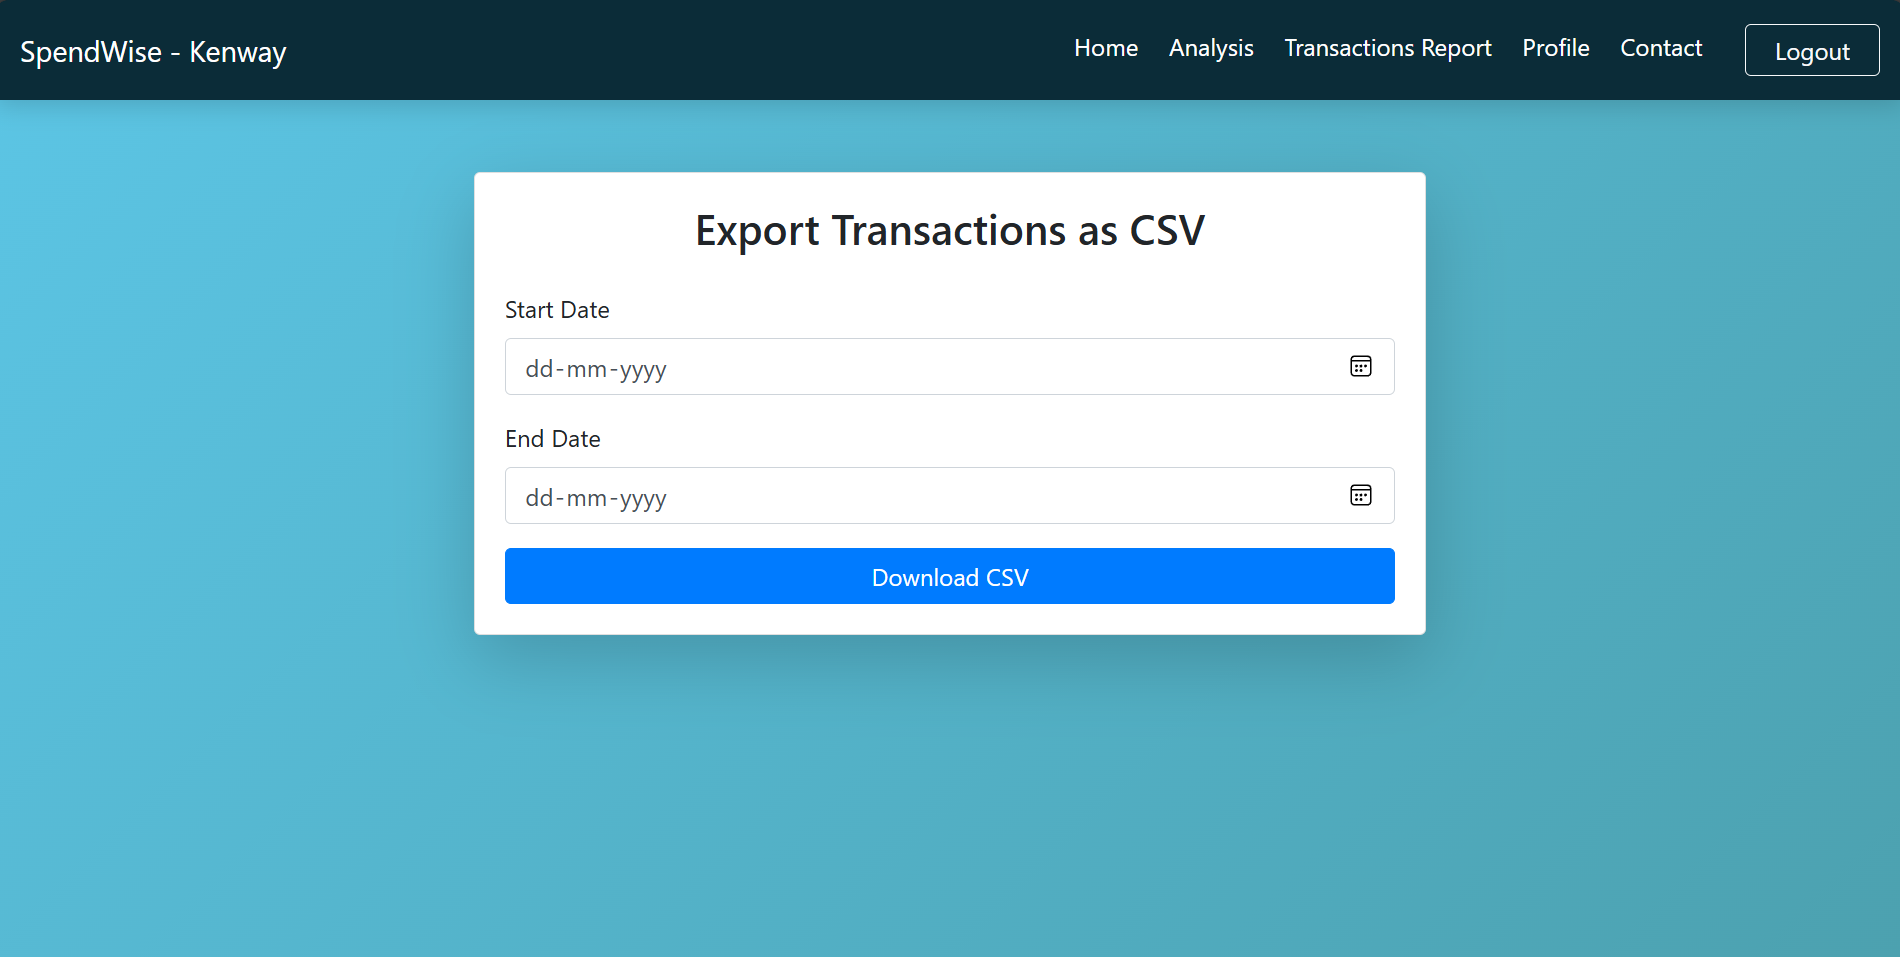 SpendWise - Kenway
Home Analysis Transactions Report Profile Contact Logout
Export Transactions as CSV
Start Date
dd-mm-yyyy
End Date
dd-mm-yyyy
Download CSV